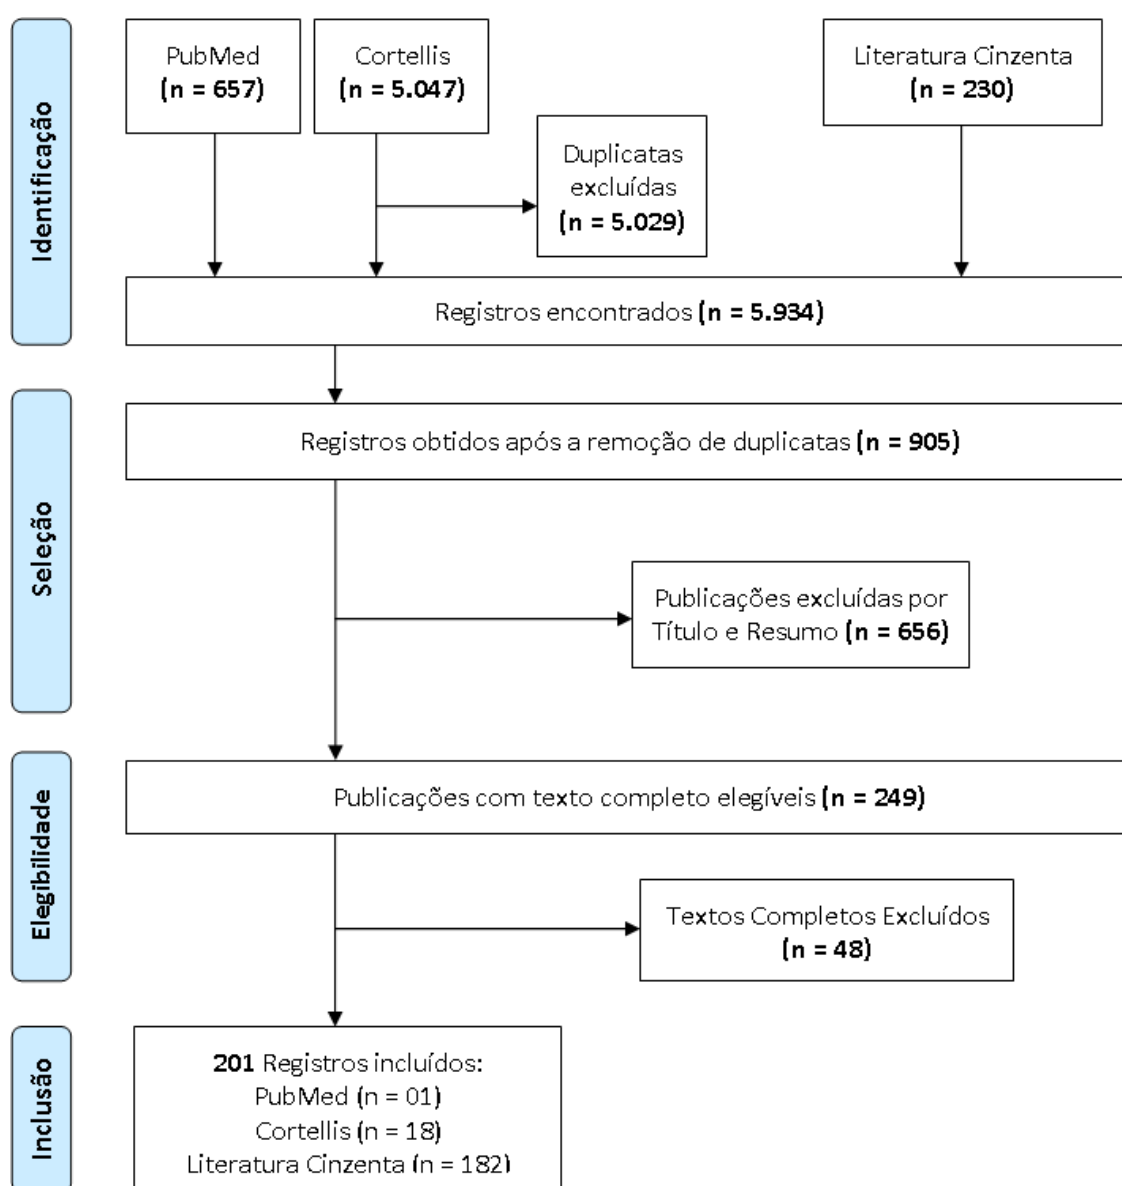 Identificação
PubMed
(n = 657)
Cortellis
(n = 5.047)
Literatura Cinzenta
(n = 230)
Duplicatas
excluídas
(n = 5.029)
Registros encontrados (n = 5.934)
Seleção
Registros obtidos após a remoção de duplicatas (n = 905)
Publicações excluídas por
Título e Resumo (n = 656)
Elegibilidade
Publicações com texto completo elegíveis (n = 249)
Textos Completos Excluídos
(n = 48)
Inclusão
201 Registros incluídos:
PubMed (n = 01)
Cortellis (n = 18)
Literatura Cinzenta (n = 182)